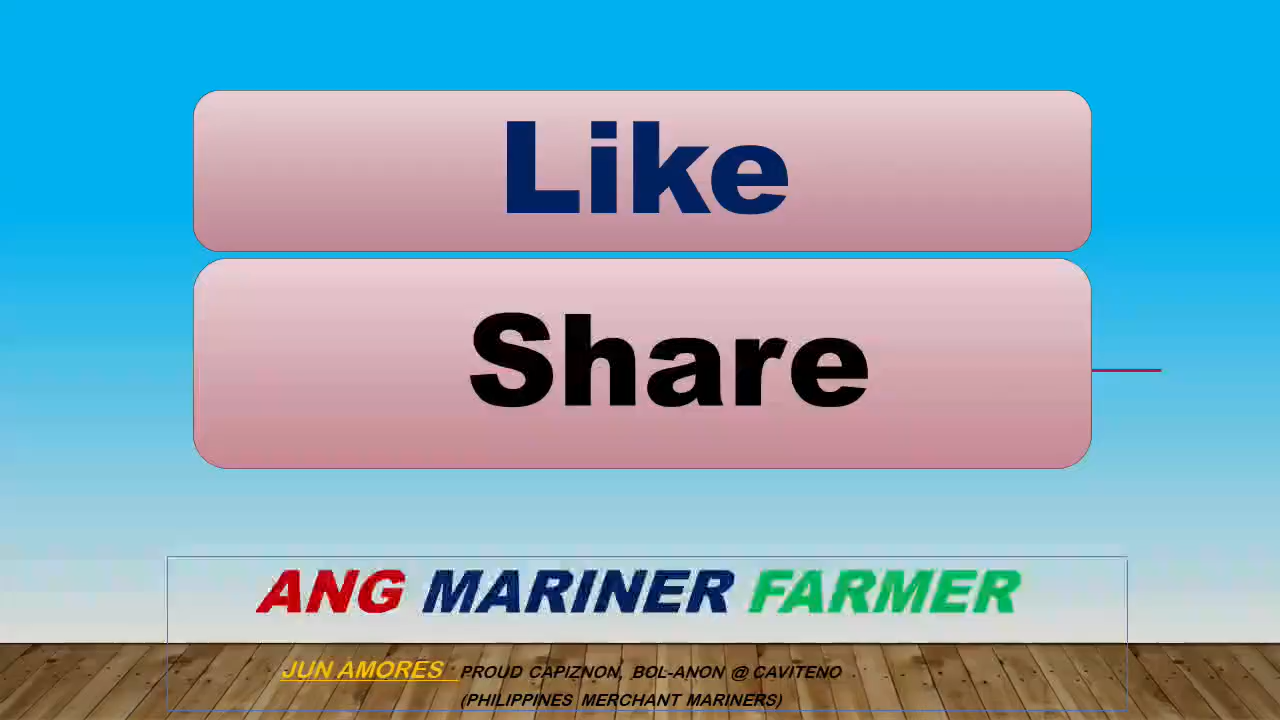 Like
Share
ANG MARINER FARMER
JUN AMORES PROUD CAPIZNON, BOL-ANON @ CAVITENO
(PHILIPPINES MERCHANT MARINERS)